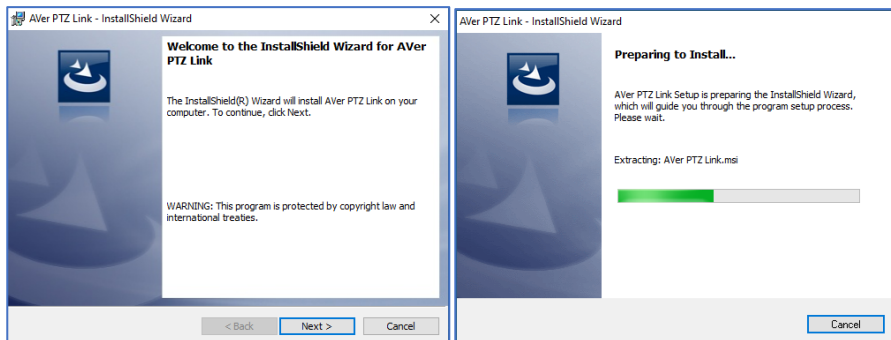 AVer PTZ Link - InstallShield Wizard
Welcome to the InstallShield Wizard for AVer
PTZ Link
The InstallShield(R) Wizard will install AVer PTZ Link on your
computer. To continue, click Next.
WARNING: This program is protected by copyright law and
international treaties.
< Back
Next >
Cancel
AVer PTZ Link - InstallShield Wizard
Preparing to Install...
AVer PTZ Link Setup is preparing the InstallShield Wizard,
which will guide you through the program setup process.
Please wait.
Extracting: AVer PTZ Link.msi
Cancel